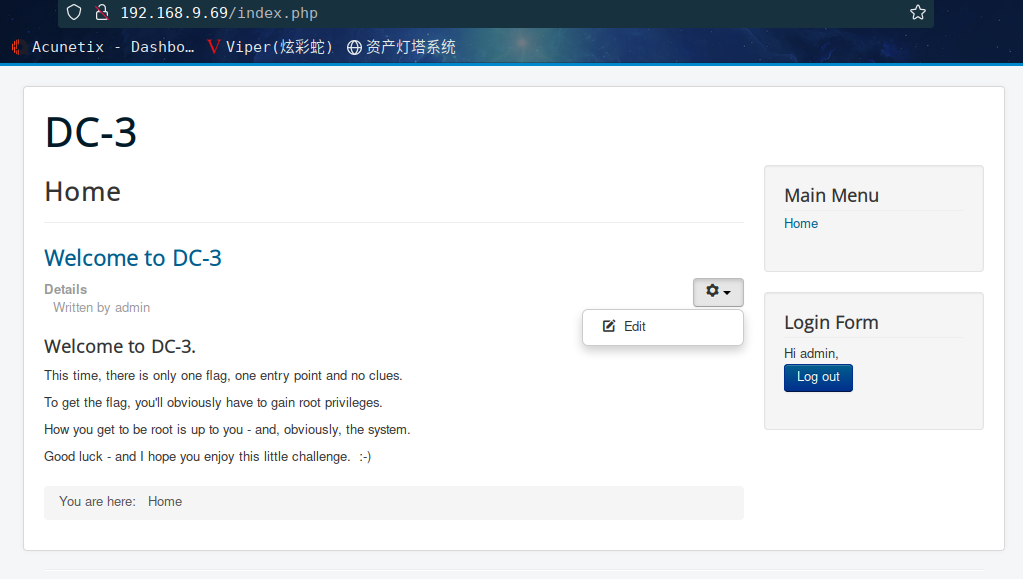 192.168.9.69/index.php
Acunetix - Dashbo… Viper(炫彩蛇) 资产灯塔系统
DC-3
Home
Welcome to DC-3
Details
Written by admin
Edit
Welcome to DC-3.
This time, there is only one flag, one entry point and no clues.
To get the flag, you'll obviously have to gain root privileges.
How you get to be root is up to you - and, obviously, the system.
Good luck - and I hope you enjoy this little challenge.  :-)
You are here: Home
Main Menu
Home
Login Form
Hi admin,
Log out